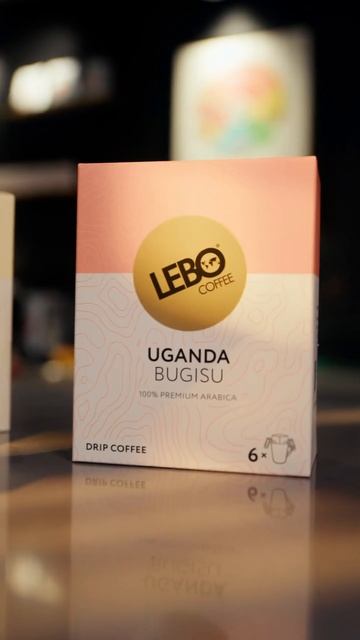 LEBO
COFFEE
UGANDA
BUGISU
100% PREMIUM ARABICA
DRIP COFFEE
6×